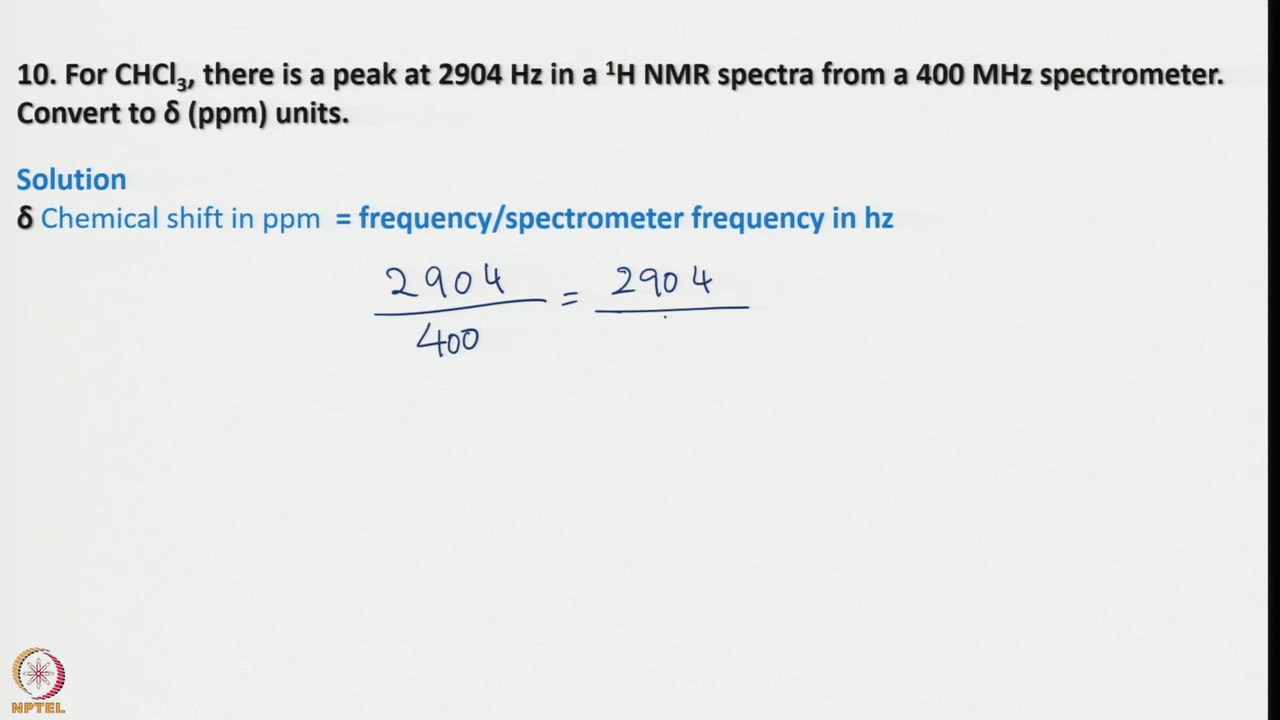 10. For CHCl₃, there is a peak at 2904 Hz in a ¹H NMR spectra from a 400 MHz spectrometer.
Convert to δ (ppm) units.
Solution
δ Chemical shift in ppm = frequency/spectrometer frequency in hz
2904 = 2904
400
NPTEL